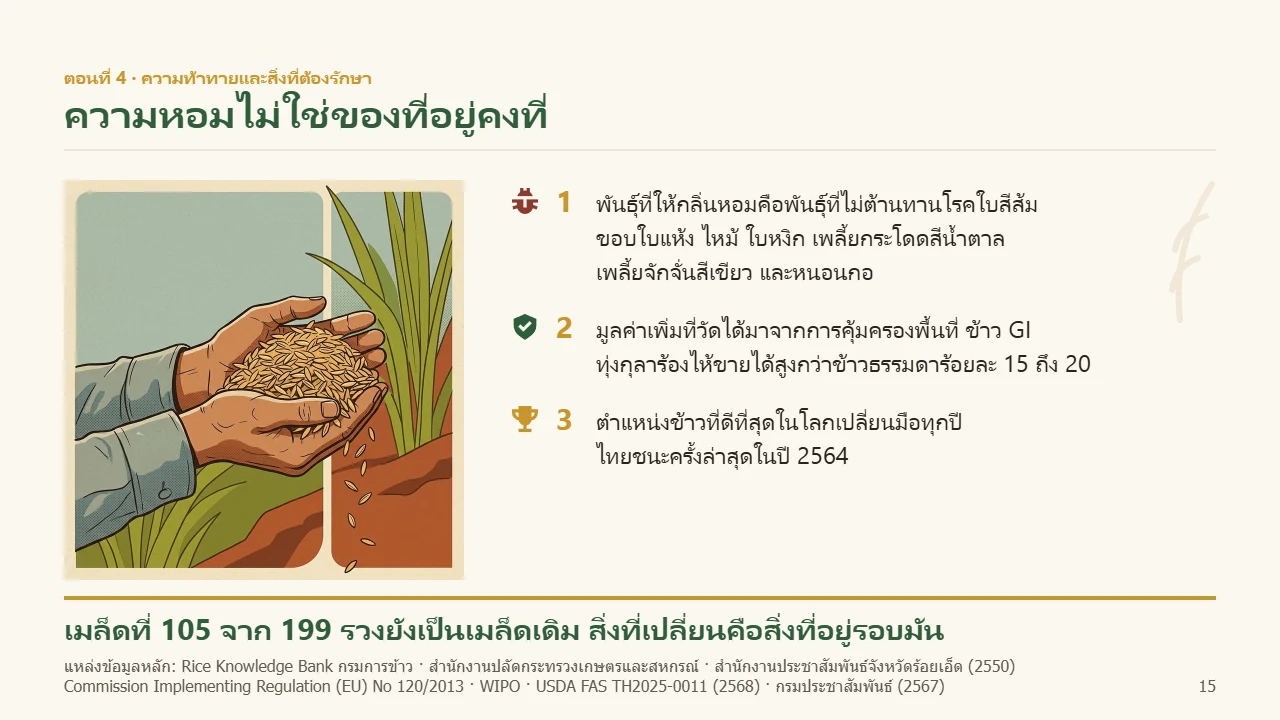 ตอนที่ 4 · ความท้าทายและสิ่งที่ต้องรักษา
ความหอมไม่ใช่ของที่อยู่คงที่
1 พันธุ์ที่ให้กลิ่นหอมคือพันธุ์ที่ไม่ต้านทานโรคใบสีส้ม
ขอบใบแห้ง ไหม้ ใบหงิก เพลี้ยกระโดดสีน้ำตาล
เพลี้ยจักจั่นสีเขียว และหนอนกอ
2 มูลค่าเพิ่มที่วัดได้มาจากการคุ้มครองพื้นที่ ข้าว GI
ทุ่งกุลาร้องไห้ขายได้สูงกว่าข้าวธรรมดาร้อยละ 15 ถึง 20
3 ตำแหน่งข้าวที่ดีที่สุดในโลกเปลี่ยนมือทุกปี
ไทยชนะครั้งล่าสุดในปี 2564
เมล็ดที่ 105 จาก 199 รวงยังเป็นเมล็ดเดิม สิ่งที่เปลี่ยนคือสิ่งที่อยู่รอบมัน
แหล่งข้อมูลหลัก: Rice Knowledge Bank กรมการข้าว · สำนักงานปลัดกระทรวงเกษตรและสหกรณ์ · สำนักงานประชาสัมพันธ์จังหวัดร้อยเอ็ด (2550)
Commission Implementing Regulation (EU) No 120/2013 · WIPO · USDA FAS TH2025-0011 (2568) · กรมประชาสัมพันธ์ (2567)
15